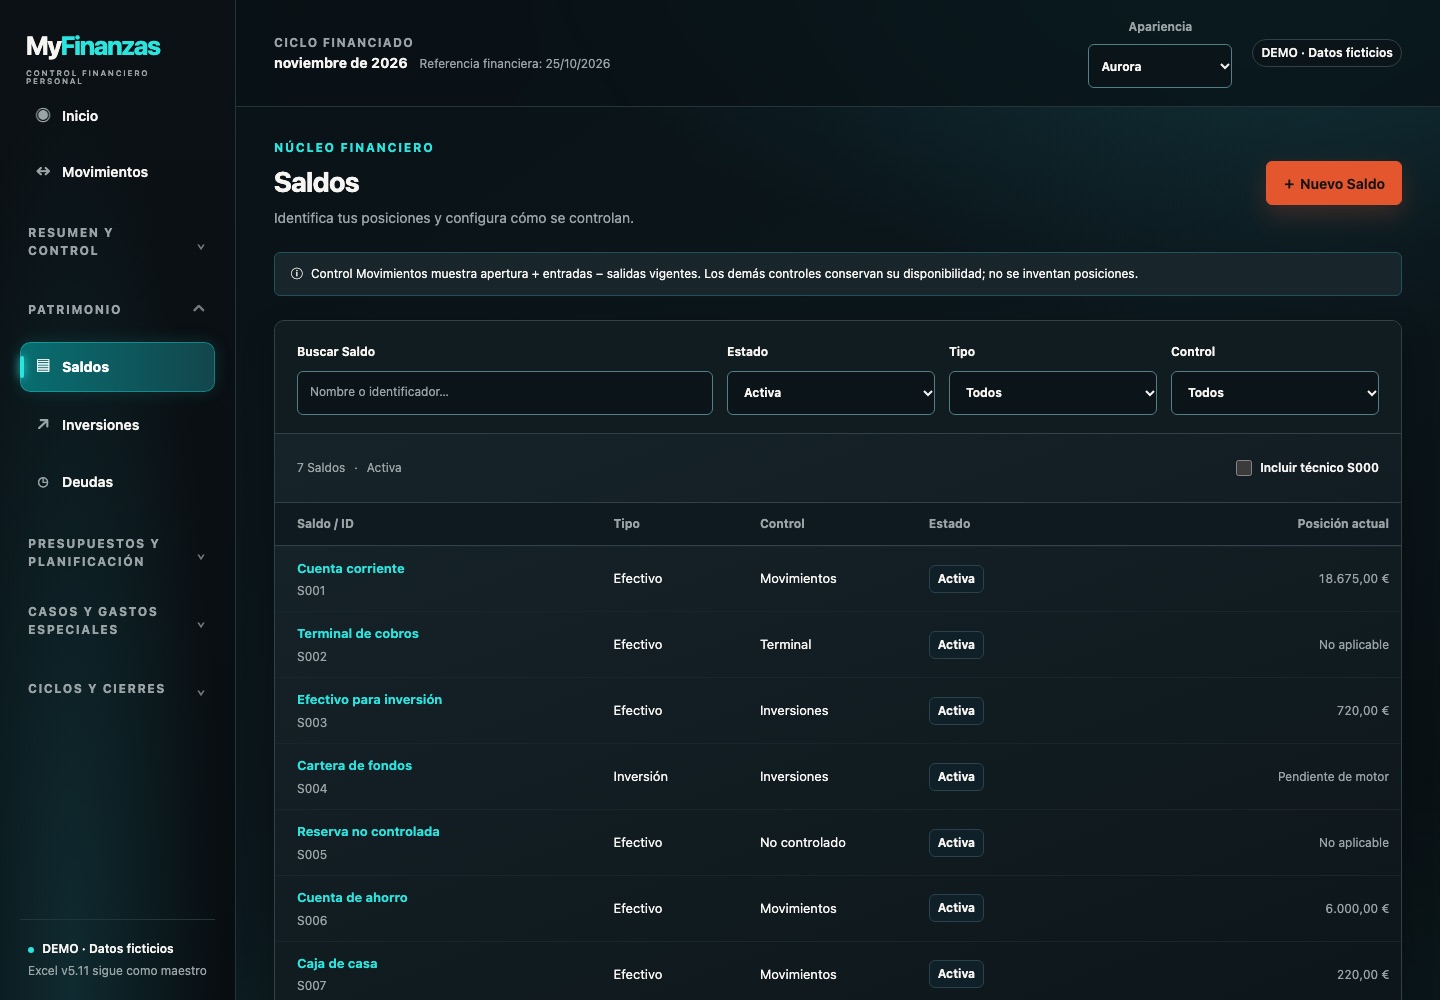 MyFinanzas
CONTROL FINANCIERO
PERSONAL
Inicio
Movimientos
RESUMEN Y
CONTROL
PATRIMONIO
Saldos
Inversiones
Deudas
PRESUPUESTOS Y
PLANIFICACIÓN
CASOS Y GASTOS
ESPECIALES
CICLOS Y CIERRES
DEMO · Datos ficticios
Excel v5.11 sigue como maestro
CICLO FINANCIADO
noviembre de 2026 Referencia financiera: 25/10/2026
Apariencia
Aurora
DEMO · Datos ficticios
NÚCLEO FINANCIERO
Saldos
Identifica tus posiciones y configura cómo se controlan.
+ Nuevo Saldo
Control Movimientos muestra apertura + entradas – salidas vigentes. Los demás controles conservan su disponibilidad; no se inventan posiciones.
Buscar Saldo Estado Tipo Control
Nombre o identificador... Activa Todos Todos
7 Saldos · Activa Incluir técnico S000
Saldo / ID Tipo Control Estado Posición actual
Cuenta corriente
S001 Efectivo Movimientos Activa 18.675,00 €
Terminal de cobros
S002 Efectivo Terminal Activa No aplicable
Efectivo para inversión
S003 Efectivo Inversiones Activa 720,00 €
Cartera de fondos
S004 Inversión Inversiones Activa Pendiente de motor
Reserva no controlada
S005 Efectivo No controlado Activa No aplicable
Cuenta de ahorro
S006 Efectivo Movimientos Activa 6.000,00 €
Caja de casa
S007 Efectivo Movimientos Activa 220,00 €